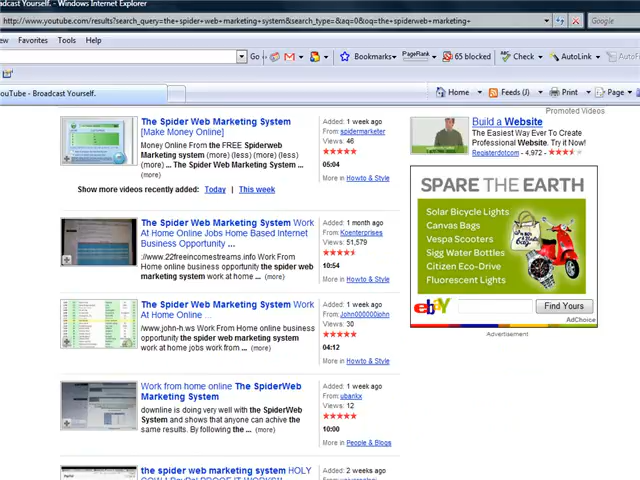 oadcast Yourself. - Windows Internet Explorer
http://www.youtube.com/results?search_query=the+spider+web+marketing+system&search_type=&aq=0&oq=the+spiderweb+marketing+
Google
Favorites Tools Help
Go
PageRank
Bookmarks
65 blocked
Check
AutoLink
AutoF
ouTube - Broadcast Yourself.
Home
Feeds (J)
Print
Page
The Spider Web Marketing System
[Make Money Online]
Money Online From the FREE Spiderweb
Marketing system (more) (less) (more) (less)
(more) ... The Spider Web Marketing System ...
(more)
Added: 1 week ago
From: spidermarketer
Views: 46
05:04
More in Howto & Style
Show more videos recently added: Today | This week
The Spider Web Marketing System Work
At Home Online Jobs Home Based Internet
Business Opportunity ...
://www.22freeincomestreams.info Work From
Home online business opportunity the spider web
marketing system work at home ... (more)
Added: 1 month ago
From: Koenterprises
Views: 51,579
10:54
More in Howto & Style
The Spider Web Marketing System Work
At Home Online ...
/www.john-h.ws Work From Home online business
opportunity the spider web marketing system
work at home jobs work from ... (more)
Added: 1 week ago
From: John000000john
Views: 30
04:12
More in Howto & Style
Work from home online The SpiderWeb
Marketing System
downline is doing very well with the SpiderWeb
System and shows that anyone can achive the
same results. By following the ... (more)
Added: 1 week ago
From: ubankx
Views: 12
10:00
More in People & Blogs
the spider web marketing system HOLY
Added: 2 weeks ago
Promoted Videos
Build a Website
The Easiest Way Ever To Create
Professional Website. Try it Now!
Registerdotcom - 4,972 -
SPARE THE EARTH
Solar Bicycle Lights
Canvas Bags
Vespa Scooters
Sigg Water Bottles
Citizen Eco-Drive
Fluorescent Lights
ebY
Find Yours
AdChoice
Advertisement